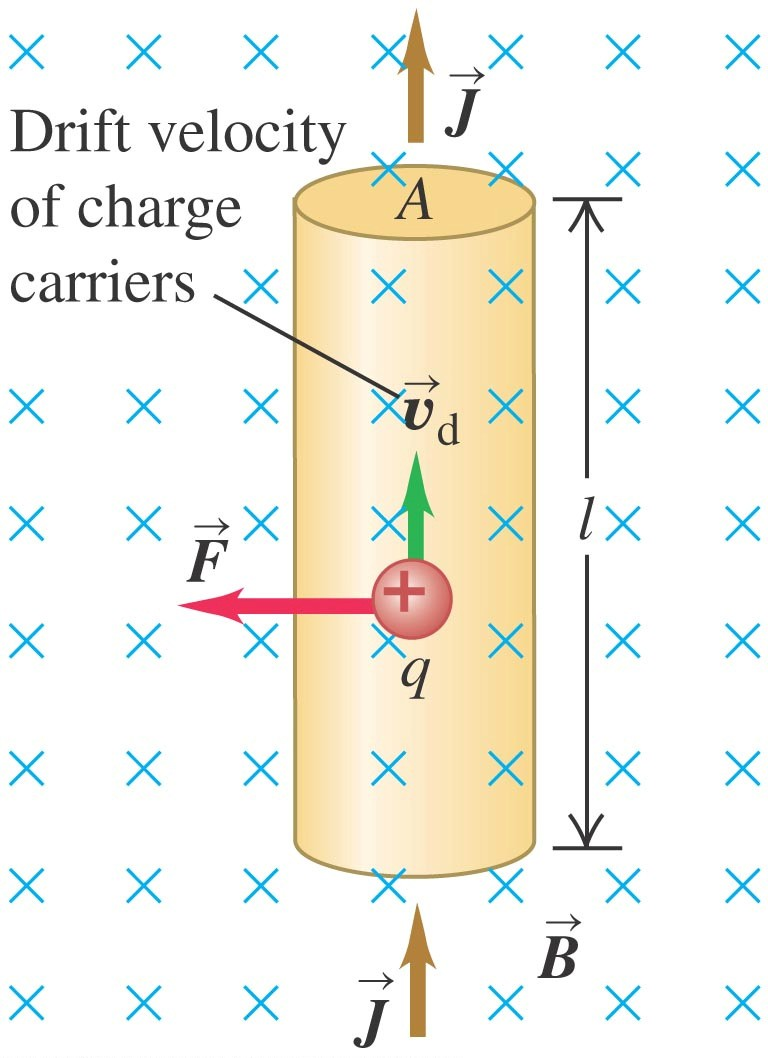 J⃗
Drift velocity
of charge
carriers
A
v⃗d
l
F⃗
+
q
B⃗
J⃗